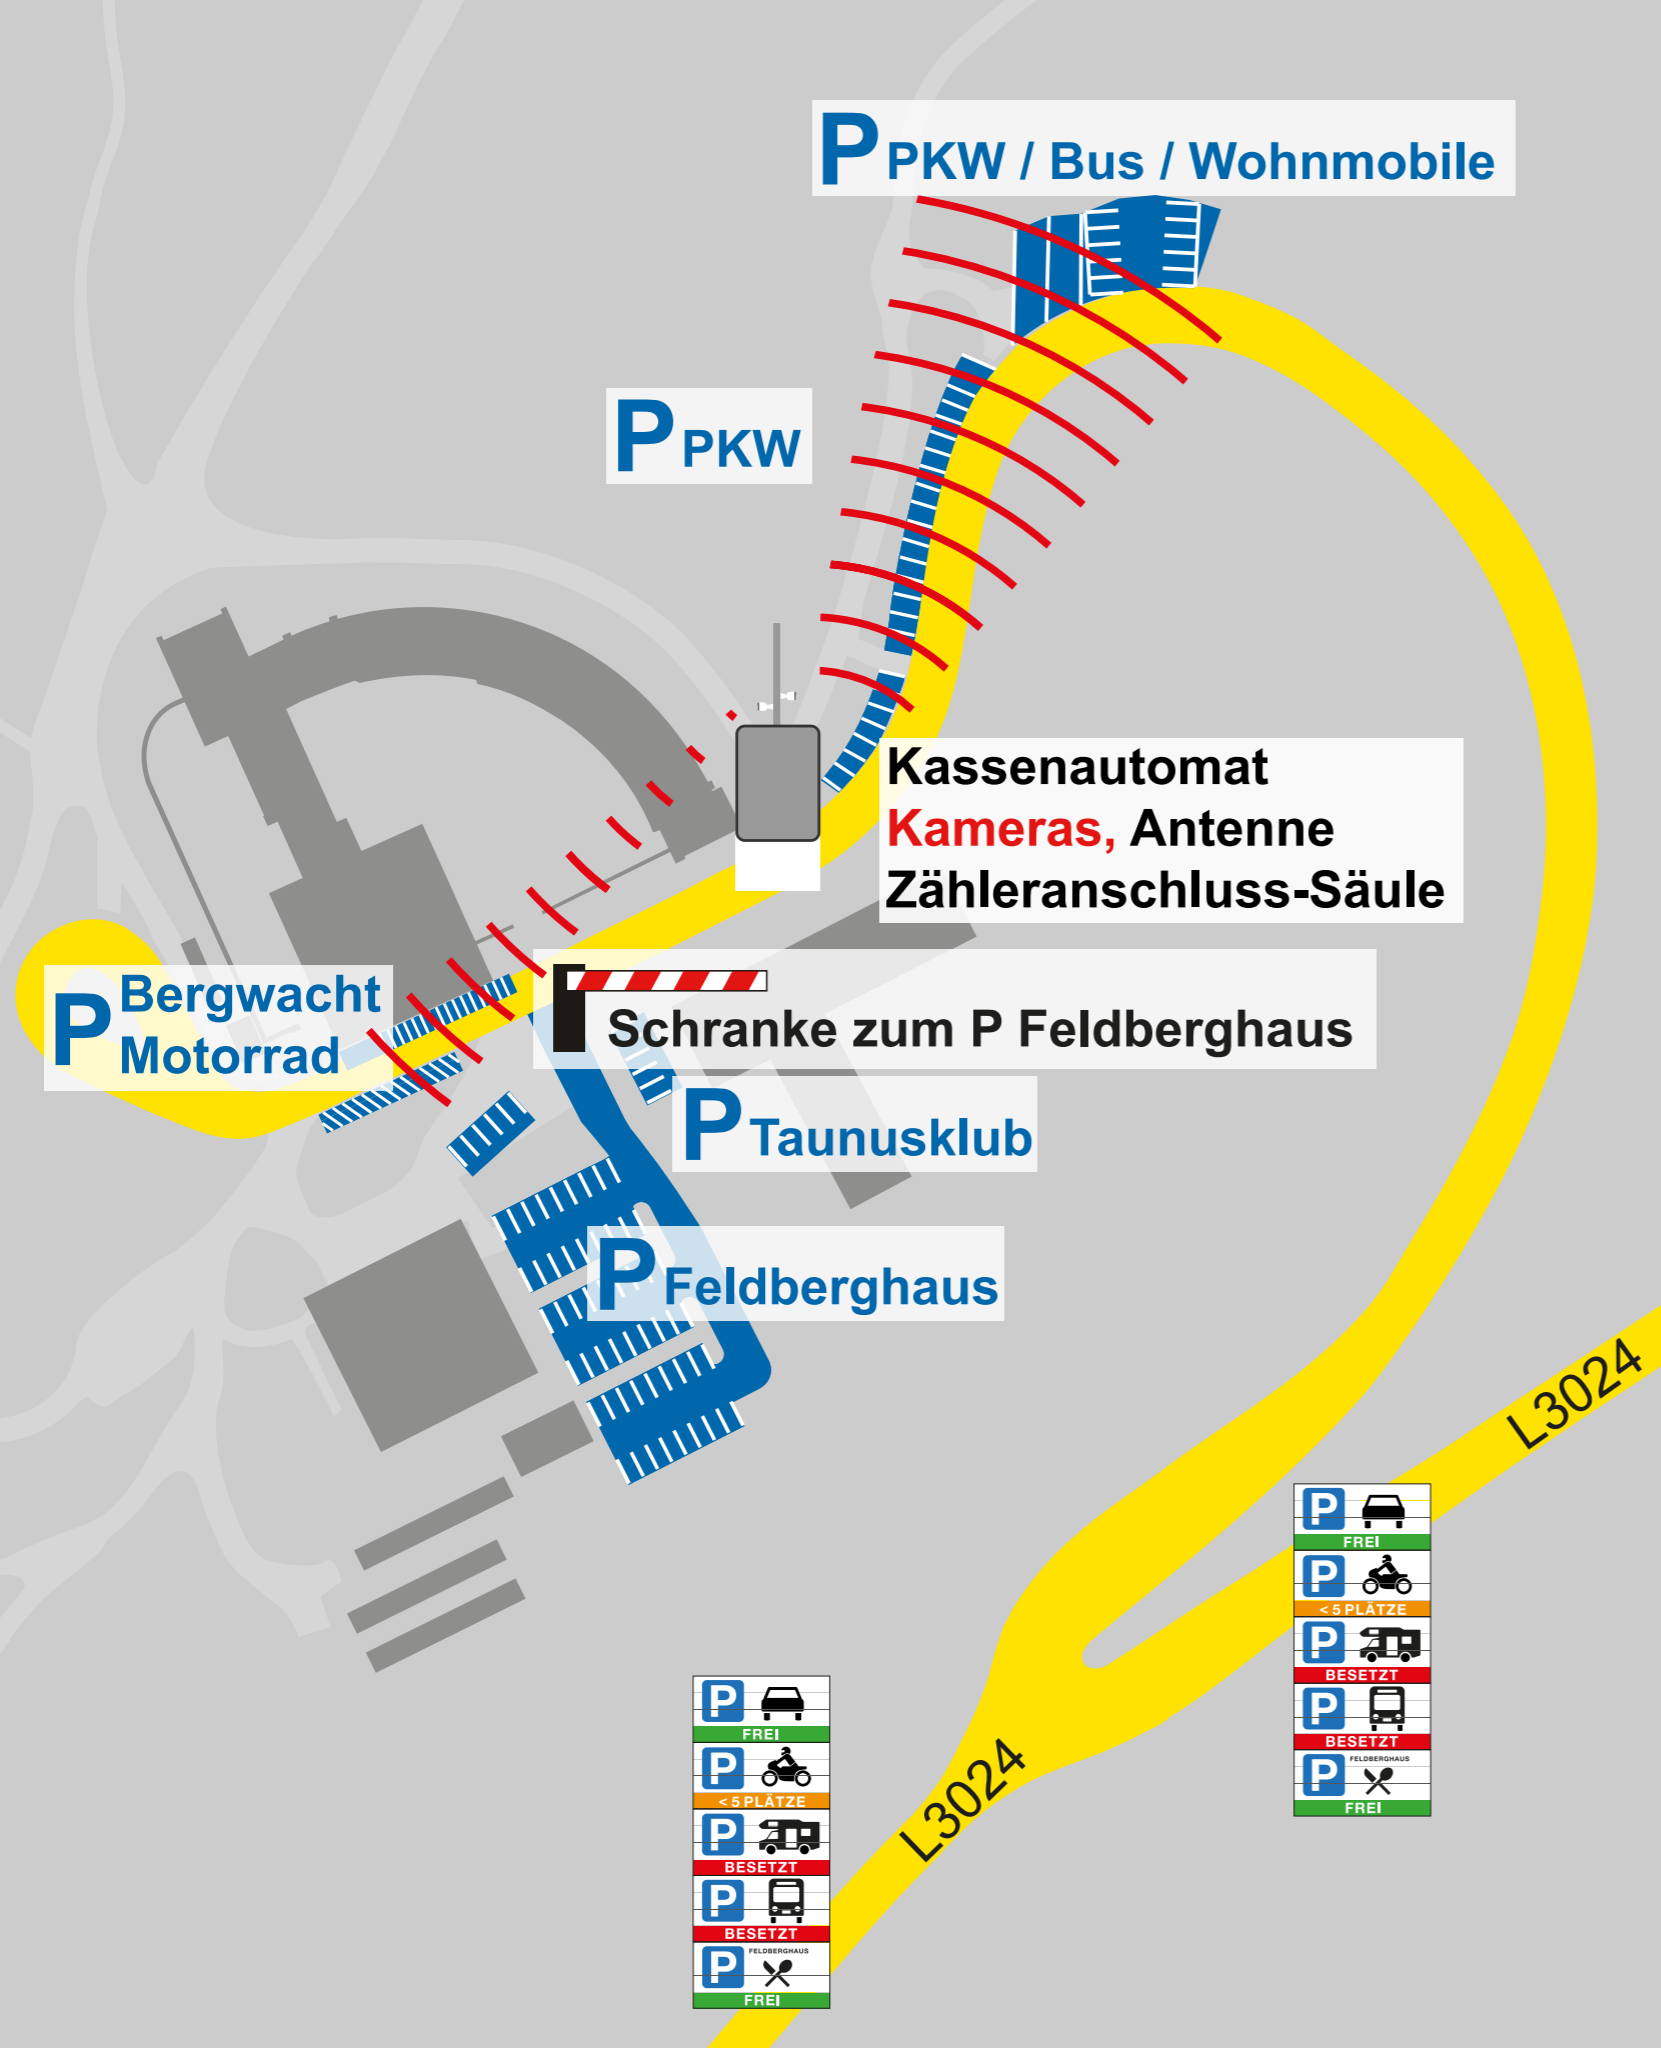 P PKW / Bus / Wohnmobile
P PKW
Kassenautomat
Kameras, Antenne
Zähleranschluss-Säule
Schranke zum P Feldberghaus
P Bergwacht
Motorrad
P Taunusklub
P Feldberghaus
L3024
P
FREI
P
< 5 PLÄTZE
P
BESETZT
P
BESETZT
P FELDBERGHAUS
FREI
L3024
P
FREI
P
< 5 PLÄTZE
P
BESETZT
P
BESETZT
P FELDBERGHAUS
FREI